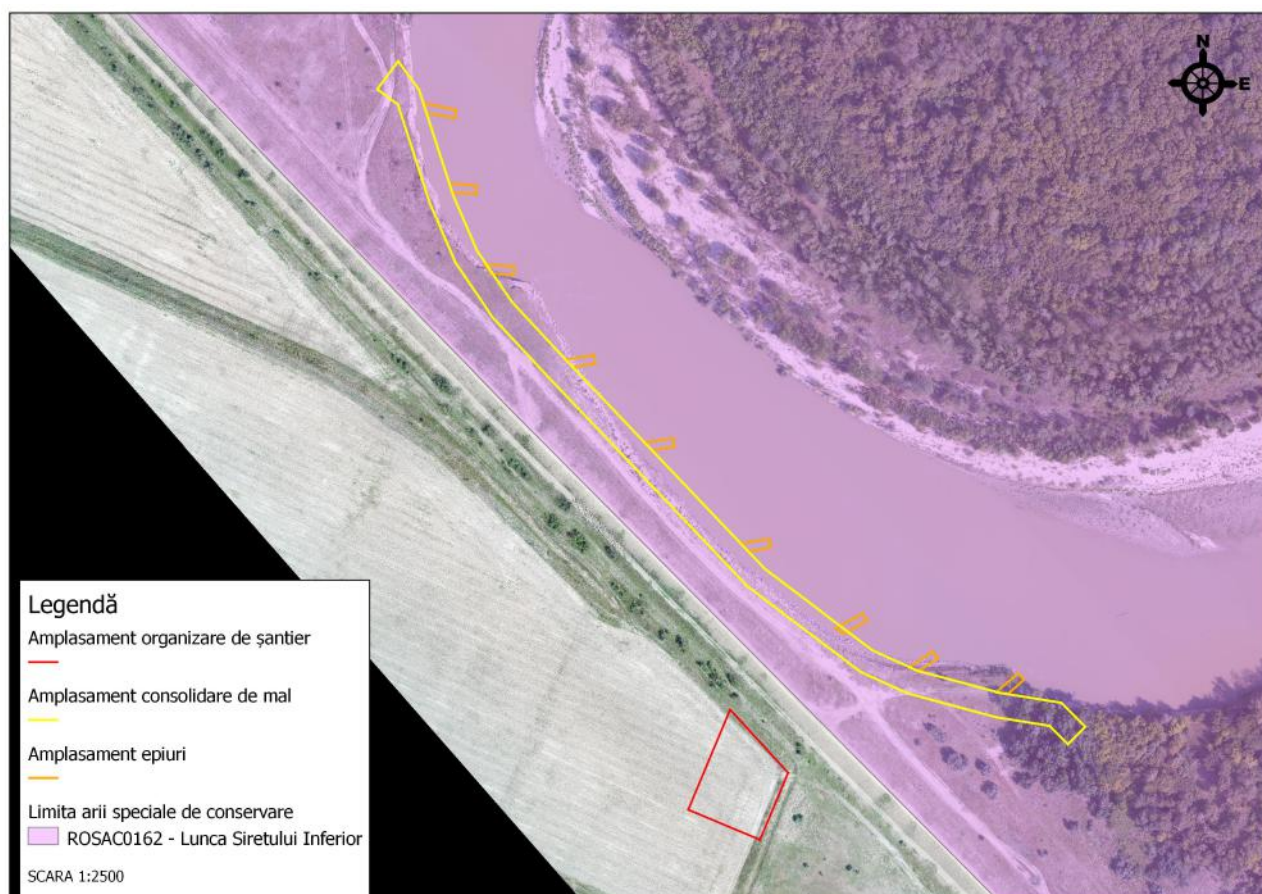 N
E
Legendă
Amplasament organizare de șantier
Amplasament consolidare de mal
Amplasament epiuri
Limita arii speciale de conservare
ROSAC0162 - Lunca Siretului Inferior
SCARA 1:2500